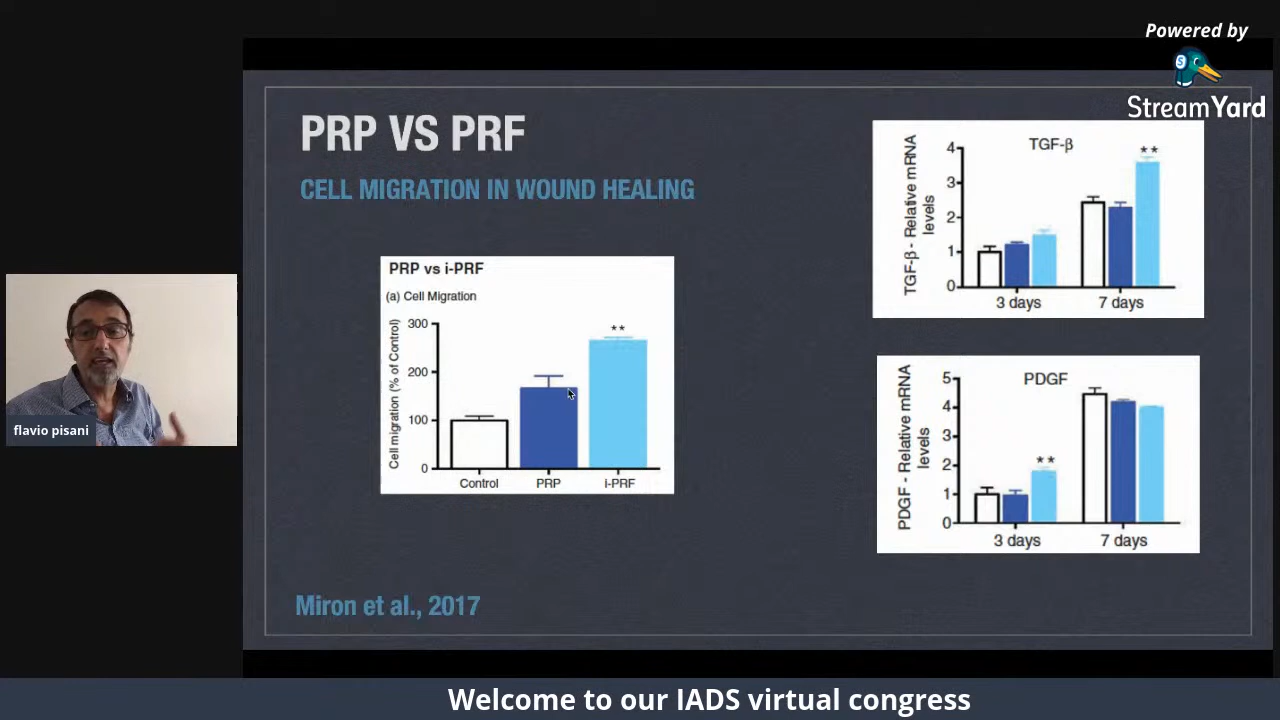 Powered by
StreamYard
PRP VS PRF
CELL MIGRATION IN WOUND HEALING
PRP vs i-PRF
(a) Cell Migration
Cell migration (% of Control)
300
200
100
0
**
Control PRP i-PRF
TGF-β
TGF-β - Relative mRNA
levels
4
3
2
1
0
**
3 days 7 days
PDGF
PDGF - Relative mRNA
levels
5
4
3
2
1
0
**
3 days 7 days
Miron et al., 2017
flavio pisani
Welcome to our IADS virtual congress